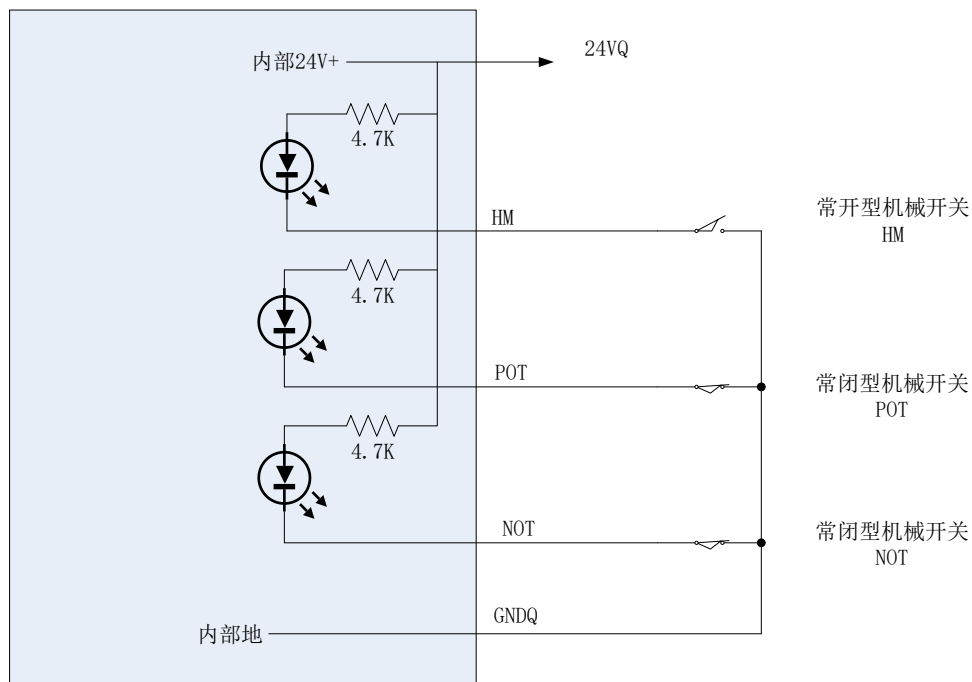 内部24V+
24VQ
4.7K
HM
常开型机械开关
HM
4.7K
POT
常闭型机械开关
POT
4.7K
NOT
常闭型机械开关
NOT
GNDQ
内部地